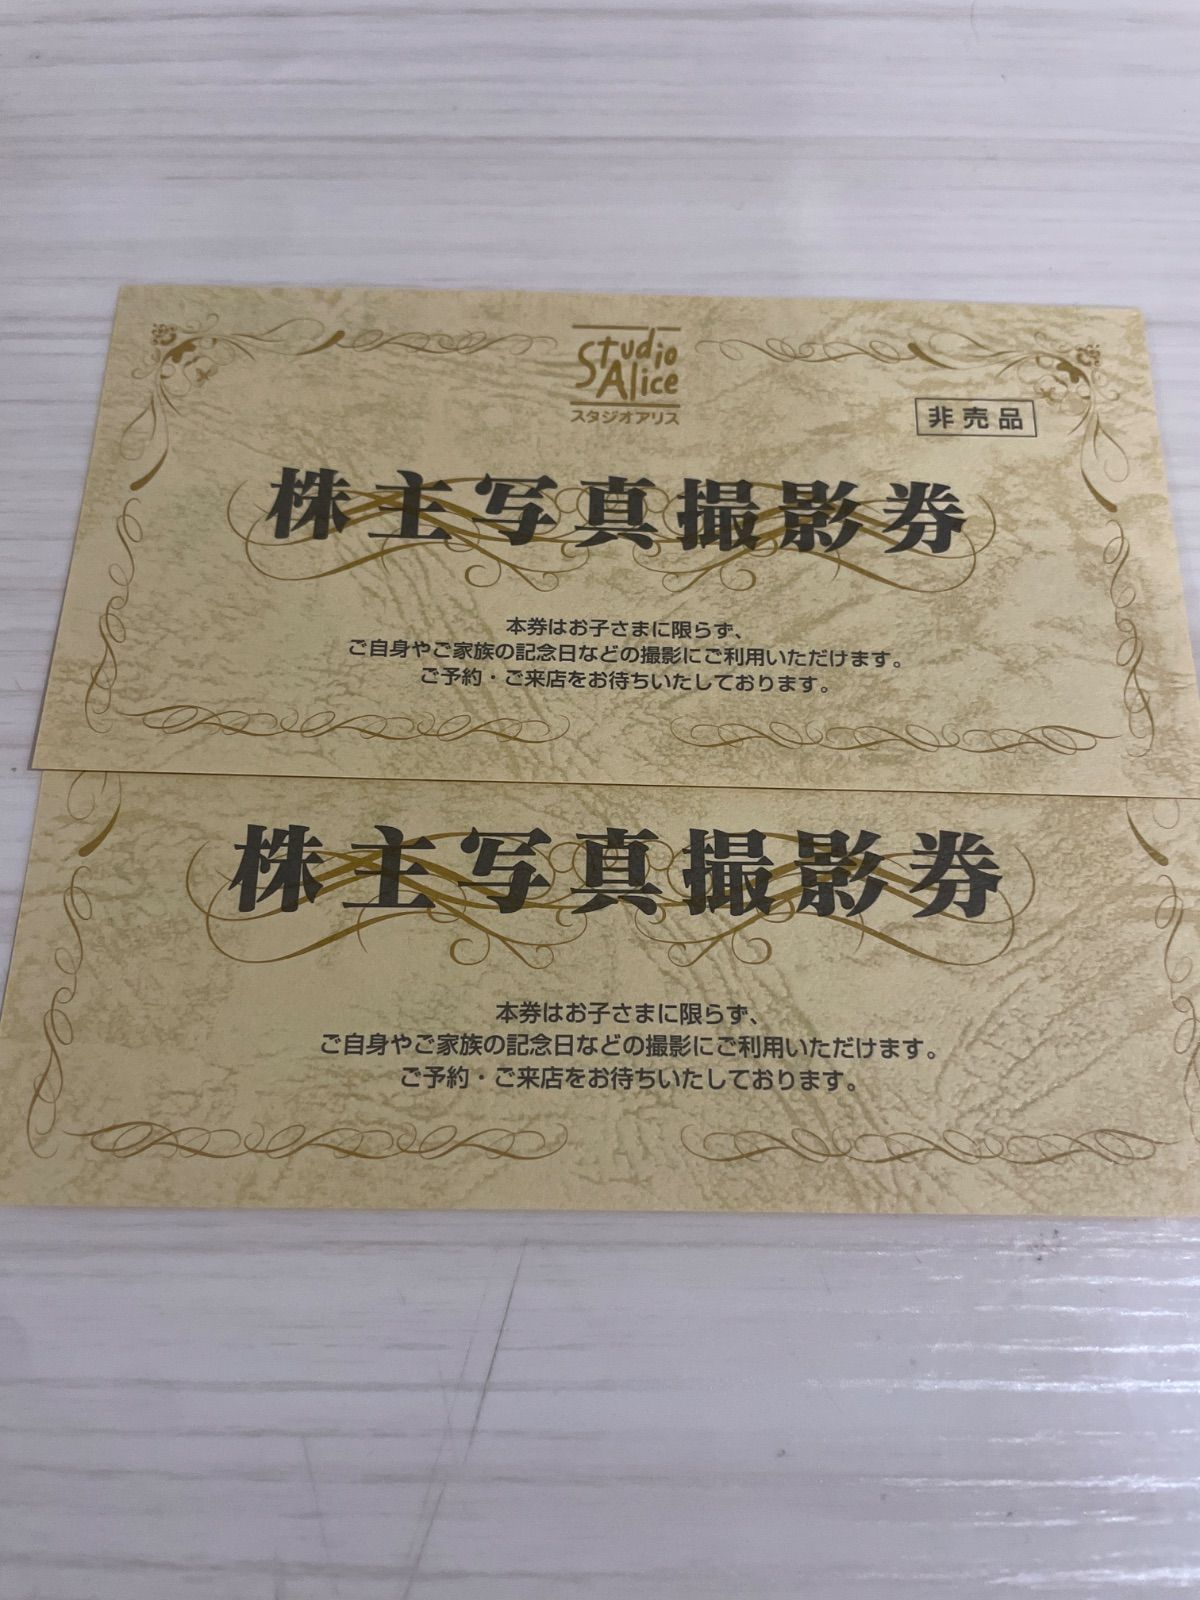 Studio
Alice
スタジオアリス
非売品
株主写真撮影券
本券はお子さまに限らず、
ご自身やご家族の記念日などの撮影にご利用いただけます。
ご予約・ご来店をお待ちいたしております。
株主写真撮影券
本券はお子さまに限らず、
ご自身やご家族の記念日などの撮影にご利用いただけます。
ご予約・ご来店をお待ちいたしております。